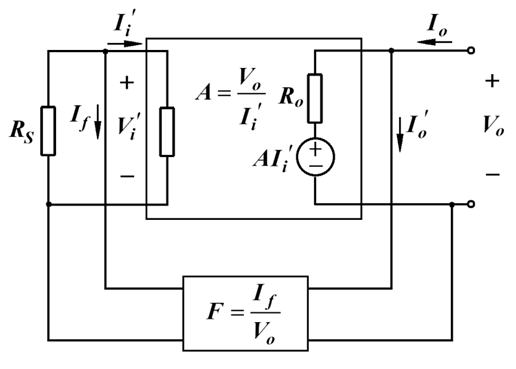 I_i' I_o
+ A = V_o / I_i' R_o +
R_S I_f V_i' I_o' V_o
+
AI_i' −
− −
F = I_f / V_o